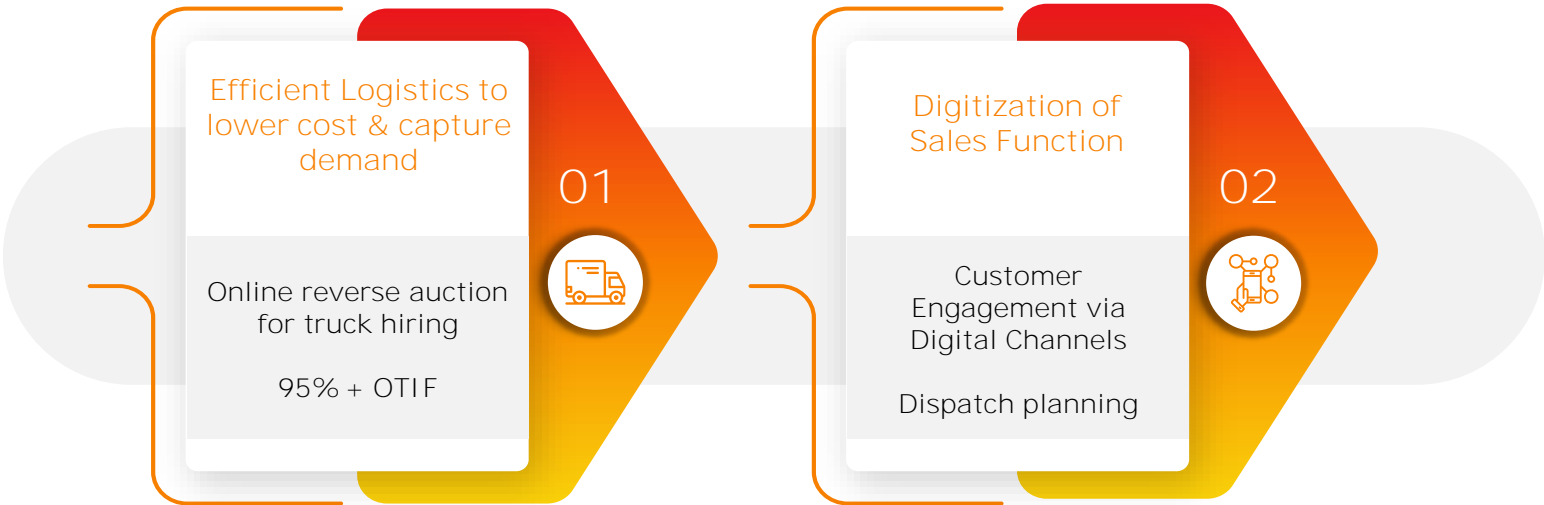 Efficient Logistics to
lower cost & capture
demand
01
Online reverse auction
for truck hiring
95% + OTIF
Digitization of
Sales Function
02
Customer
Engagement via
Digital Channels
Dispatch planning